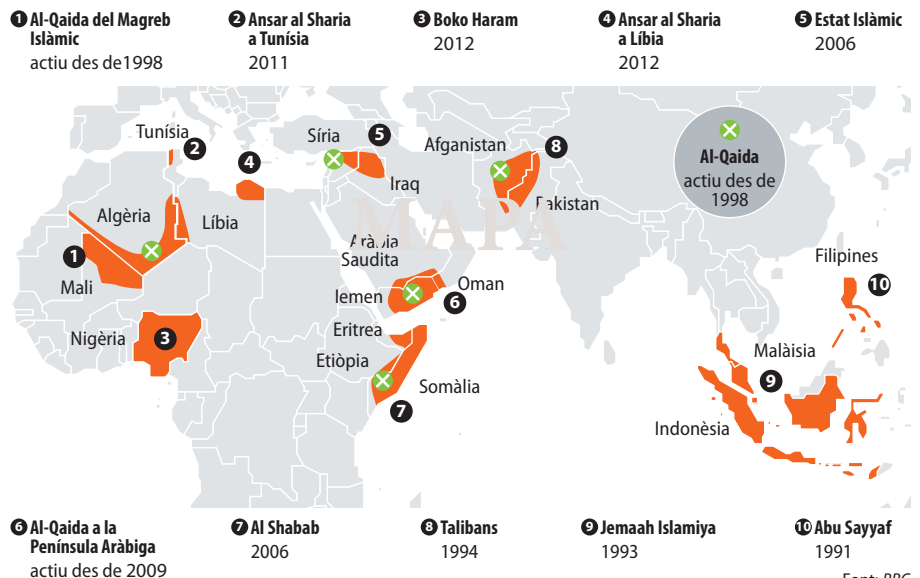 1 Al-Qaida del Magreb
Islàmic
actiu des de1998
2 Ansar al Sharia
a Tunísia
2011
3 Boko Haram
2012
4 Ansar al Sharia
a Líbia
2012
5 Estat Islàmic
2006
Tunísia
2
4
Síria
5
Iraq
Afganistan
8
Pakistan
Al-Qaida
actiu des de
1998
Algèria
Líbia
MAPA
Aràbia
Saudita
1
Mali
Oman
Iemen
6
Filipines
10
Nigèria
3
Eritrea
Etiòpia
Somàlia
7
Malàisia
9
Indonèsia
6 Al-Qaida a la
Península Aràbiga
actiu des de 2009
7 Al Shabab
2006
8 Talibans
1994
9 Jemaah Islamiya
1993
10 Abu Sayyaf
1991
Font: BBC